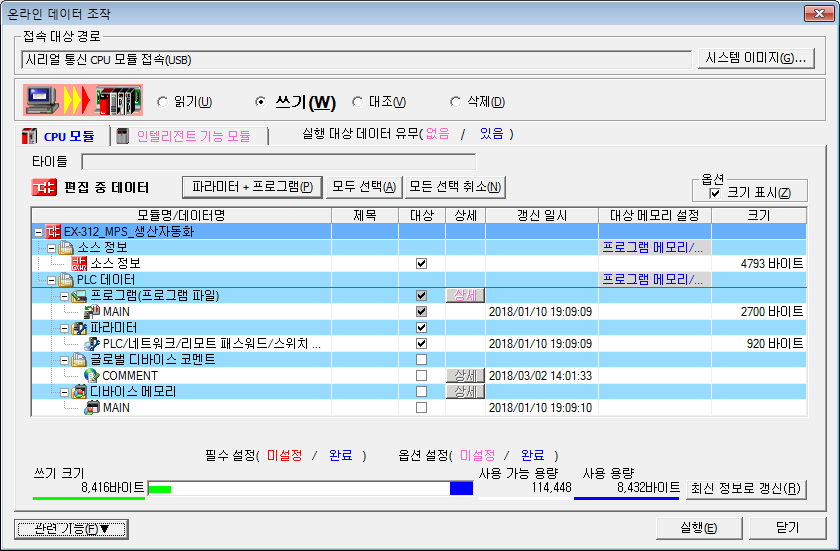 온라인 데이터 조작
접속 대상 경로
시리얼 통신 CPU 모듈 접속(USB)
시스템 이미지(G)...
읽기(U)
쓰기(W)
대조(V)
삭제(D)
CPU 모듈
인텔리전트 기능 모듈
실행 대상 데이터 유무( 없음 / 있음 )
타이틀
편집 중 데이터
파라미터 + 프로그램(P)
모두 선택(A)
모든 선택 취소(N)
옵션
크기 표시(Z)
모듈명/데이터명 제목 대상 상세 갱신 일시 대상 메모리 설정 크기
EX-312_MPS_생산자동화
소스 정보 프로그램 메모리/...
소스 정보 4793 바이트
PLC 데이터 프로그램 메모리/...
프로그램(프로그램 파일) 상세
MAIN 2018/01/10 19:09:09 2700 바이트
파라미터
PLC/네트워크/리모트 패스워드/스위치 ... 2018/01/10 19:09:09 920 바이트
글로벌 디바이스 코멘트
COMMENT 상세 2018/03/02 14:01:33
디바이스 메모리 상세
MAIN 2018/01/10 19:09:10
필수 설정( 미설정 / 완료 ) 옵션 설정( 미설정 / 완료 )
쓰기 크기 사용 가능 용량 사용 용량
8,416바이트 114,448 8,432바이트
최신 정보로 갱신(R)
관련 기능(F)▼
실행(E)
닫기